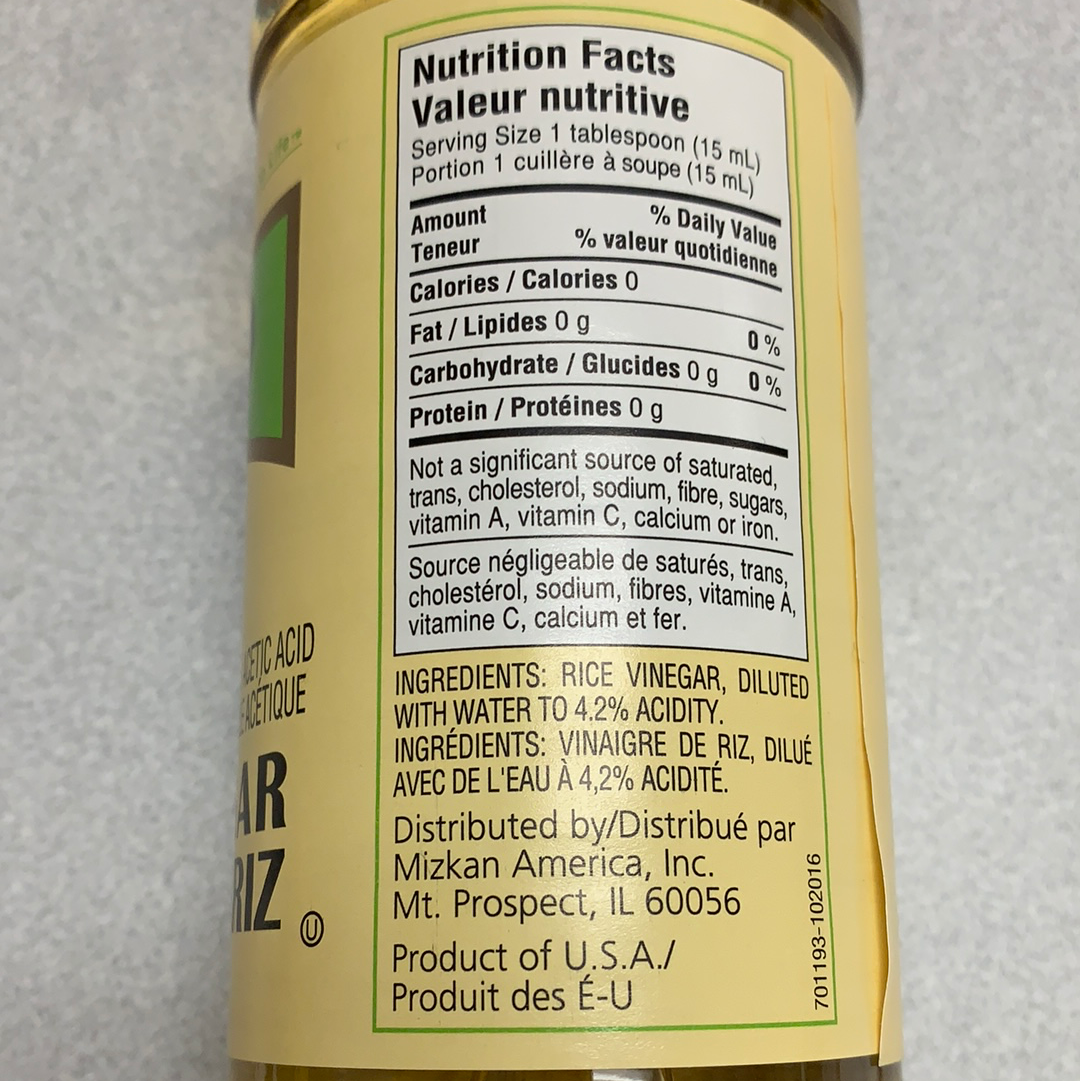 Nutrition Facts
Valeur nutritive
Serving Size 1 tablespoon (15 mL)
Portion 1 cuillère à soupe (15 mL)
Amount % Daily Value
Teneur % valeur quotidienne
Calories / Calories 0
Fat / Lipides 0 g 0 %
Carbohydrate / Glucides 0 g 0 %
Protein / Protéines 0 g
Not a significant source of saturated,
trans, cholesterol, sodium, fibre, sugars,
vitamin A, vitamin C, calcium or iron.
Source négligeable de saturés, trans,
cholestérol, sodium, fibres, vitamine A,
vitamine C, calcium et fer.
INGREDIENTS: RICE VINEGAR, DILUTED
WITH WATER TO 4.2% ACIDITY.
INGRÉDIENTS: VINAIGRE DE RIZ, DILUÉ
AVEC DE L'EAU À 4,2% ACIDITÉ.
Distributed by/Distribué par
Mizkan America, Inc.
Mt. Prospect, IL 60056
Product of U.S.A./
Produit des É-U
701193-102016
ACID
ACÉTIQUE
AR
RIZ
U